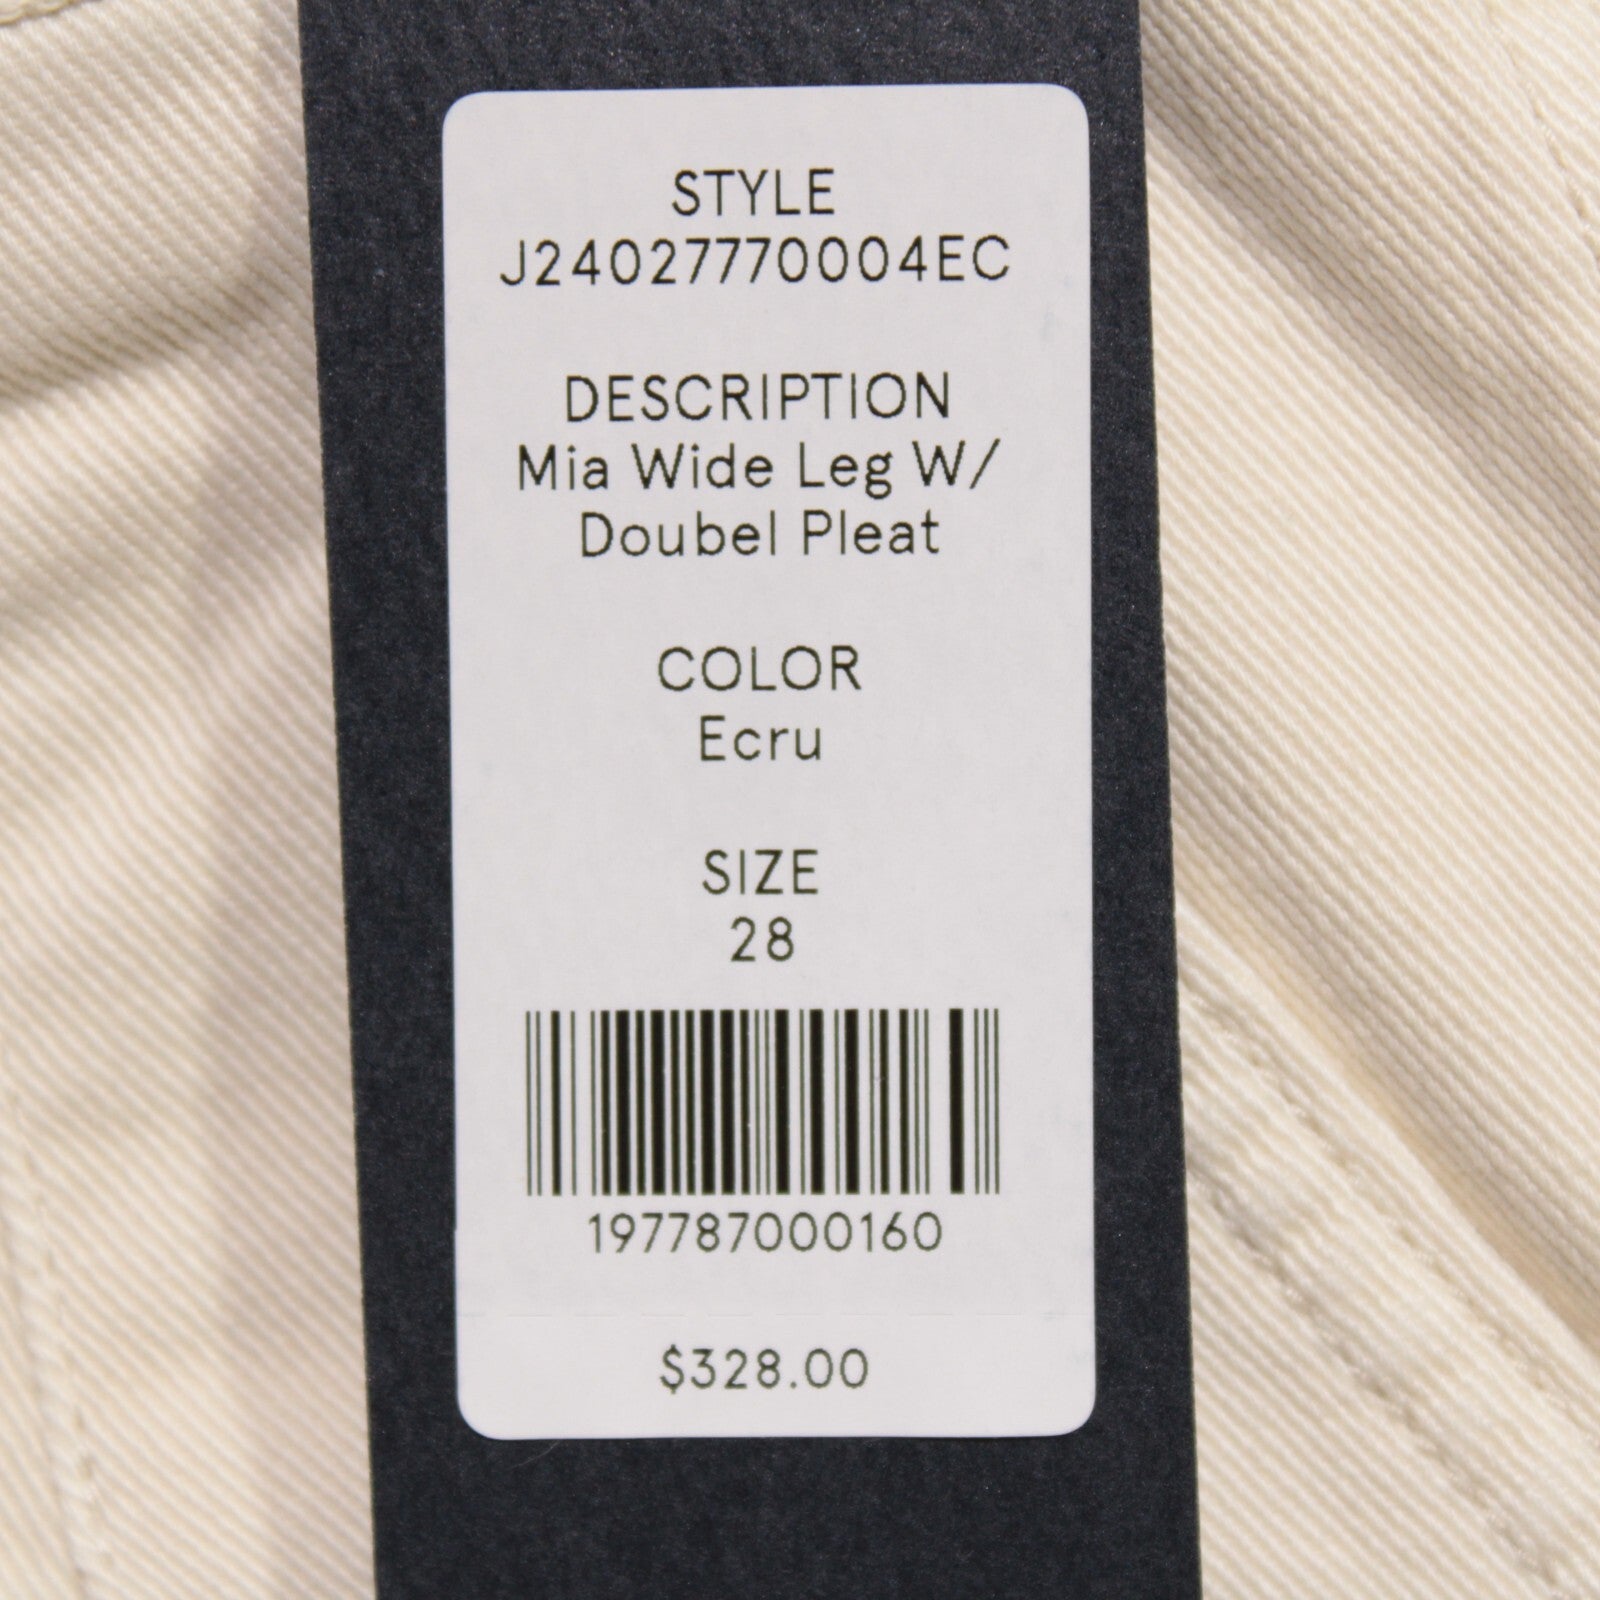 STYLE
J24027770004EC
DESCRIPTION
Mia Wide Leg W/
Doubel Pleat
COLOR
Ecru
SIZE
28
197787000160
$328.00